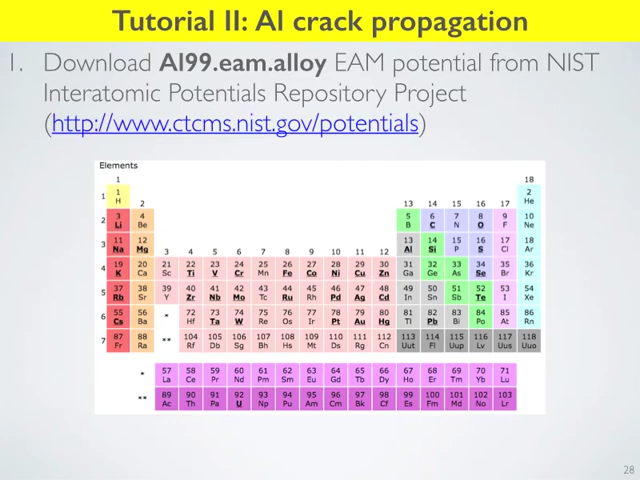 Tutorial II: Al crack propagation
1. Download Al99.eam.alloy EAM potential from NIST
Interatomic Potentials Repository Project
(http://www.ctcms.nist.gov/potentials)
Elements
1 18
1 1 2
H 2 13 14 15 16 17 He
2 3 4 5 6 7 8 9 10
Li Be B C N O F Ne
3 11 12 13 14 15 16 17 18
Na Mg 3 4 5 6 7 8 9 10 11 12 Al Si P S Cl Ar
4 19 20 21 22 23 24 25 26 27 28 29 30 31 32 33 34 35 36
K Ca Sc Ti V Cr Mn Fe Co Ni Cu Zn Ga Ge As Se Br Kr
5 37 38 39 40 41 42 43 44 45 46 47 48 49 50 51 52 53 54
Rb Sr Y Zr Nb Mo Tc Ru Rh Pd Ag Cd In Sn Sb Te I Xe
6 55 56 * 72 73 74 75 76 77 78 79 80 81 82 83 84 85 86
Cs Ba Hf Ta W Re Os Ir Pt Au Hg Tl Pb Bi Po At Rn
7 87 88 ** 104 105 106 107 108 109 110 111 112 113 114 115 116 117 118
Fr Ra Rf Db Sg Bh Hs Mt Ds Rg Cn Uut Fl Uup Lv Uus Uuo
* 57 58 59 60 61 62 63 64 65 66 67 68 69 70 71
La Ce Pr Nd Pm Sm Eu Gd Tb Dy Ho Er Tm Yb Lu
** 89 90 91 92 93 94 95 96 97 98 99 100 101 102 103
Ac Th Pa U Np Pu Am Cm Bk Cf Es Fm Md No Lr
28